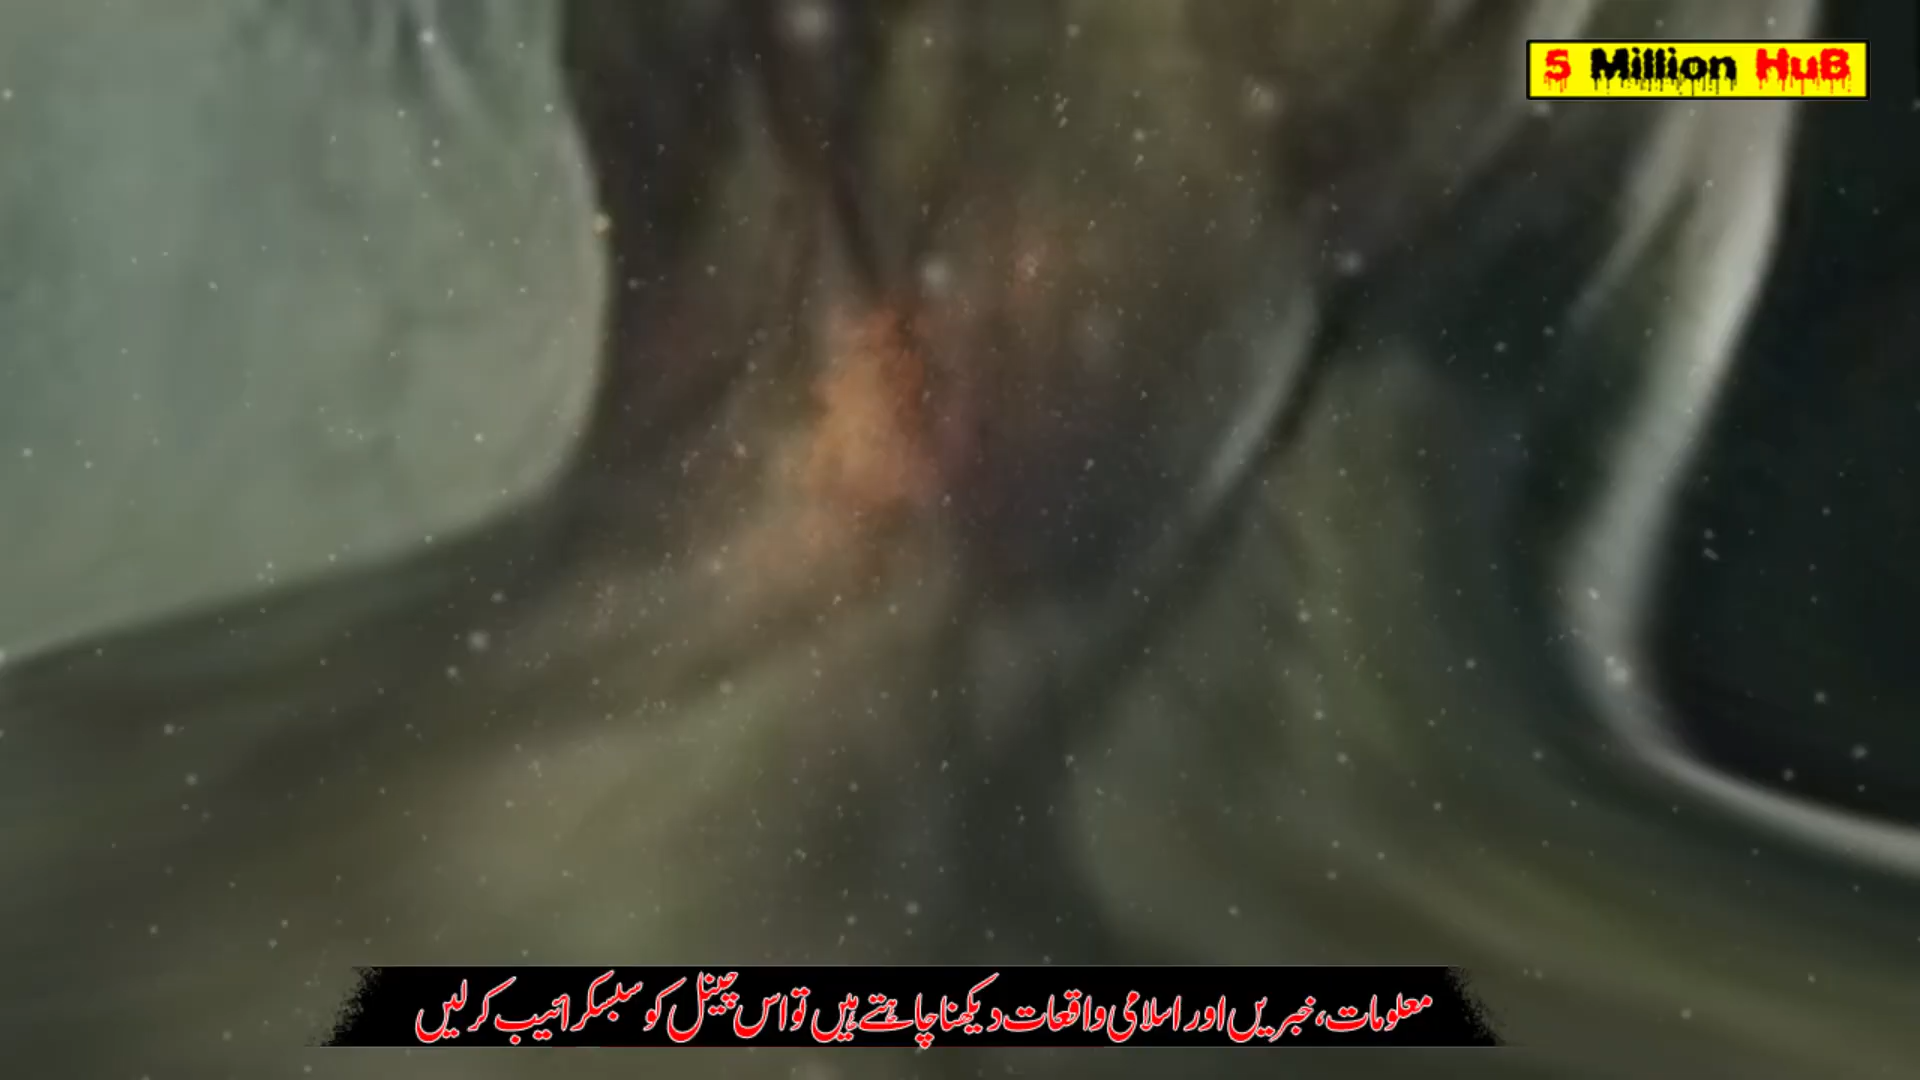 5 Million HuB
معلومات، خبریں اور اسلامی واقعات دیکھنا چاہتے ہیں تو اس چینل کو سبسکرائیب کر لیں